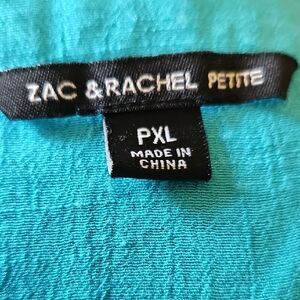 ZAC & RACHEL PETITE
PXL
MADE IN
CHINA